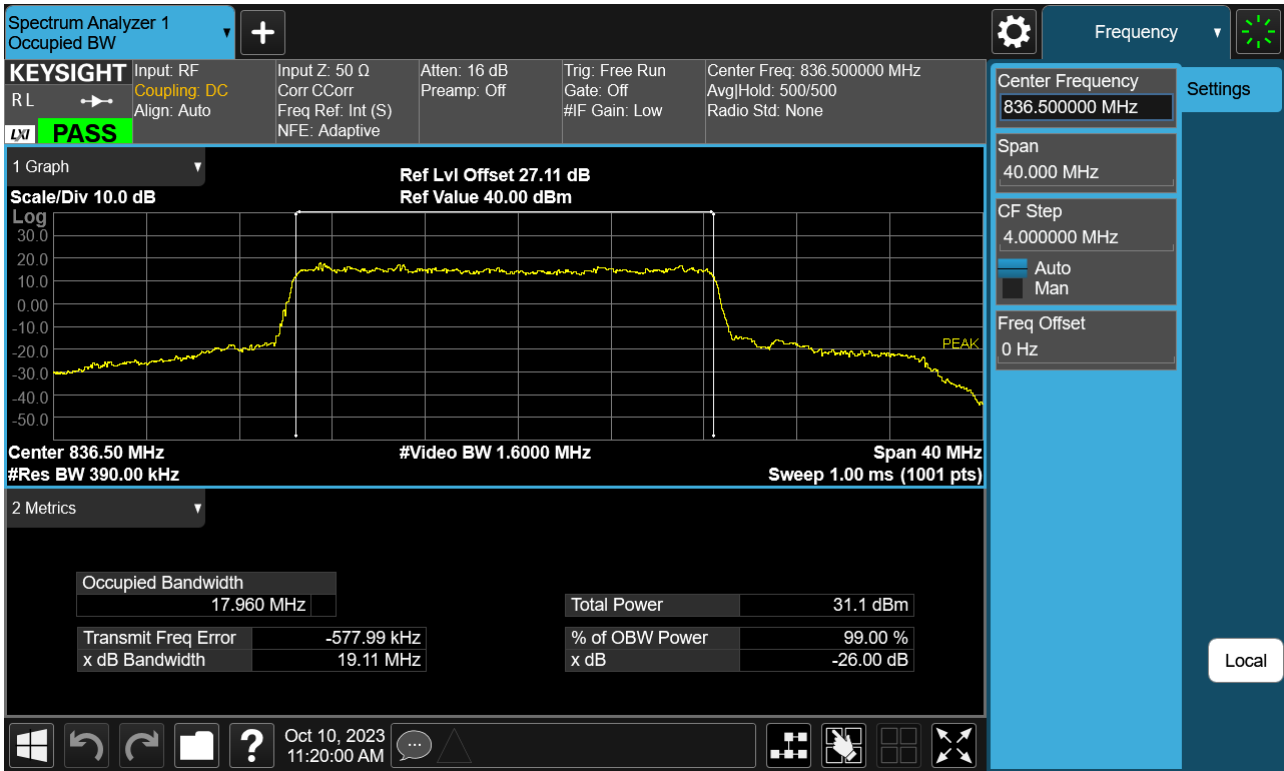 Spectrum Analyzer 1
Occupied BW
+
Frequency
KEYSIGHT
RL
LXI PASS
Input: RF
Coupling: DC
Align: Auto
Input Z: 50 Ω
Corr CCorr
Freq Ref: Int (S)
NFE: Adaptive
Atten: 16 dB
Preamp: Off
Trig: Free Run
Gate: Off
#IF Gain: Low
Center Freq: 836.500000 MHz
Avg|Hold: 500/500
Radio Std: None
Center Frequency
836.500000 MHz
Settings
Span
40.000 MHz
CF Step
4.000000 MHz
Auto
Man
Freq Offset
0 Hz
1 Graph
Ref Lvl Offset 27.11 dB
Scale/Div 10.0 dB
Ref Value 40.00 dBm
Log
30.0
20.0
10.0
0.00
-10.0
-20.0
-30.0
-40.0
-50.0
PEAK
Center 836.50 MHz
#Video BW 1.6000 MHz
Span 40 MHz
#Res BW 390.00 kHz
Sweep 1.00 ms (1001 pts)
2 Metrics
Occupied Bandwidth
17.960 MHz
Total Power 31.1 dBm
Transmit Freq Error -577.99 kHz
% of OBW Power 99.00 %
x dB Bandwidth 19.11 MHz
x dB -26.00 dB
Local
?
Oct 10, 2023
11:20:00 AM